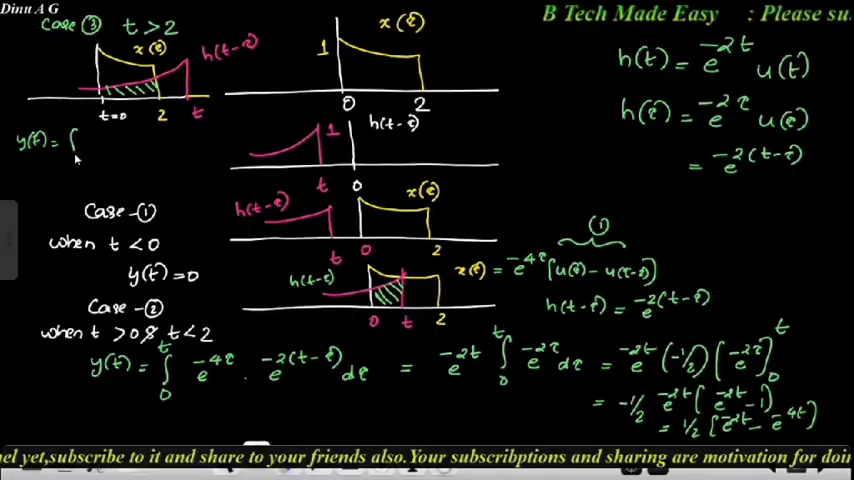 Dinu A G
B Tech Made Easy : Please su
Case ③ t > 2
x(τ)
h(t-τ)
t=0 2 t
y(t) = ∫
Case-①
when t < 0
y(t) = 0
Case-②
when t > 0 & t < 2
x(τ)
1
0 2
h(t-τ)
1
t 0
h(t-τ) x(τ)
t 0 2
h(t-τ)
0 t 2
h(t) = e^-2t u(t)
h(τ) = e^-2τ u(τ)
= e^-2(t-τ)
①
x(τ) = e^-4τ [u(τ) - u(τ-2)]
h(t-τ) = e^-2(t-τ)
y(t) = ∫_0^t e^-4τ . e^-2(t-τ) dτ = e^-2t ∫_0^t e^-2τ dτ = e^-2t (-1/2) [e^-2τ]_0^t
= -1/2 e^-2t [e^-2t - 1]
= 1/2 [e^-2t - e^-4t]
nel yet,subscribe to it and share to your friends also.Your subscribptions and sharing are motivation for doin